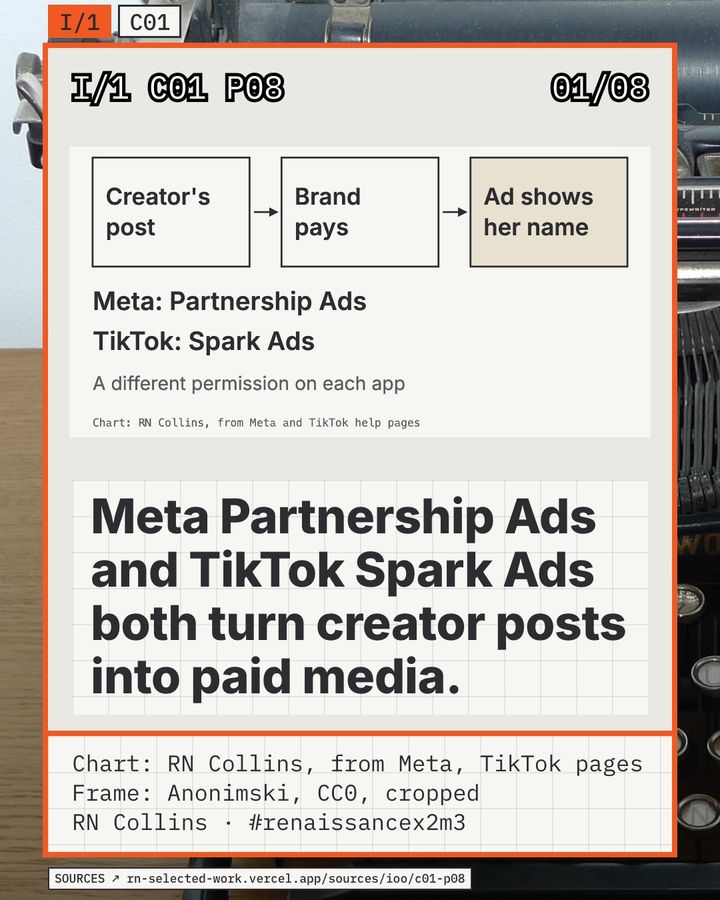 I/1 C01
I/1 C01 P08 01/08
Creator's
post
Brand
pays
Ad shows
her name
Meta: Partnership Ads
TikTok: Spark Ads
A different permission on each app
Chart: RN Collins, from Meta and TikTok help pages
Meta Partnership Ads
and TikTok Spark Ads
both turn creator posts
into paid media.
Chart: RN Collins, from Meta, TikTok pages
Frame: Anonimski, CC0, cropped
RN Collins · #renaissancex2m3
SOURCES ↗ rn-selected-work.vercel.app/sources/ioo/c01-p08